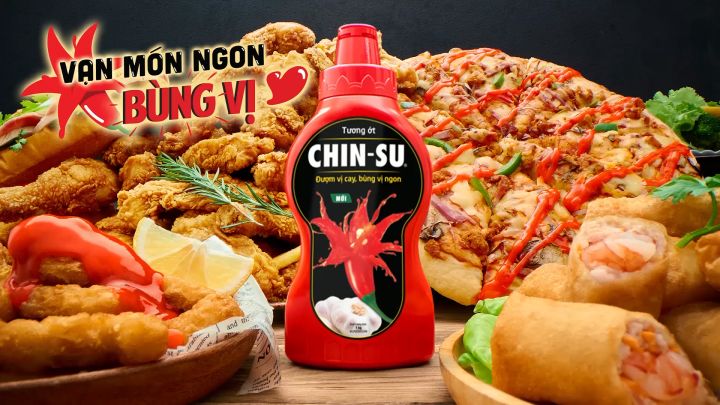 VẠN MÓN NGON
BÙNG VỊ
Tương ớt
CHIN-SU
Đượm vị cay, bùng vị ngon
MỚI